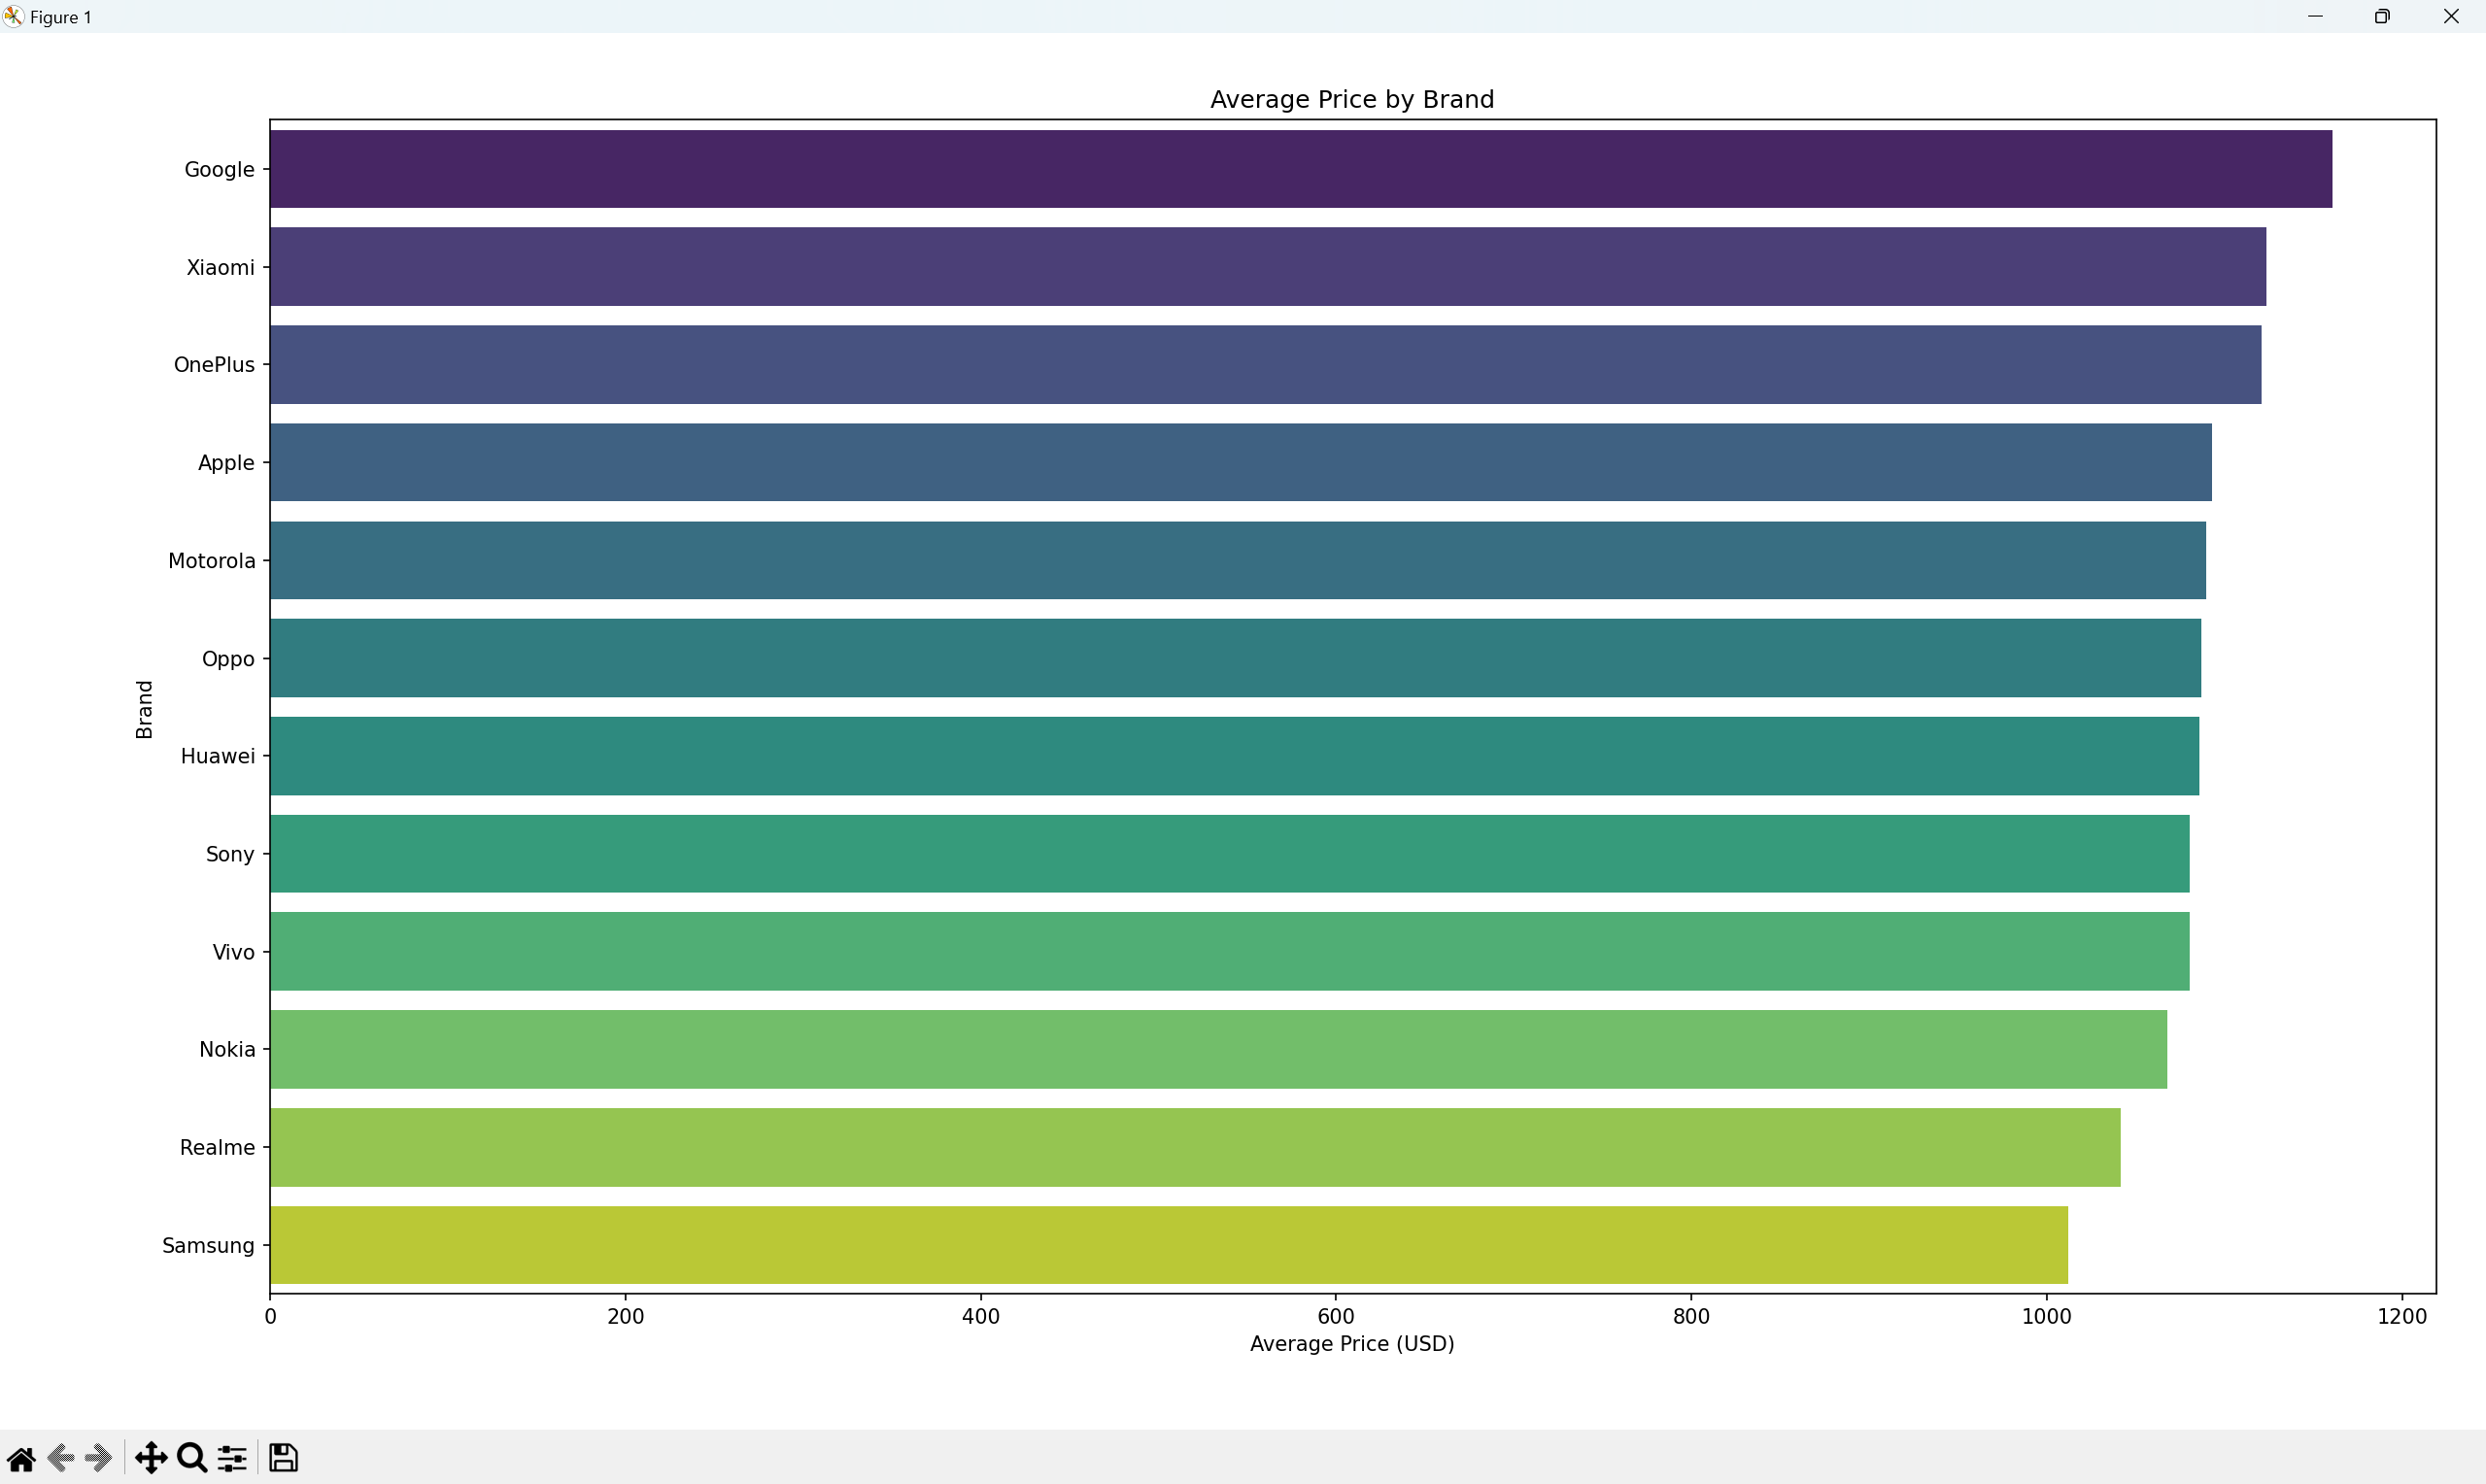 Figure 1
Average Price by Brand
Google
Xiaomi
OnePlus
Apple
Motorola
Oppo
Brand
Huawei
Sony
Vivo
Nokia
Realme
Samsung
0 200 400 600 800 1000 1200
Average Price (USD)